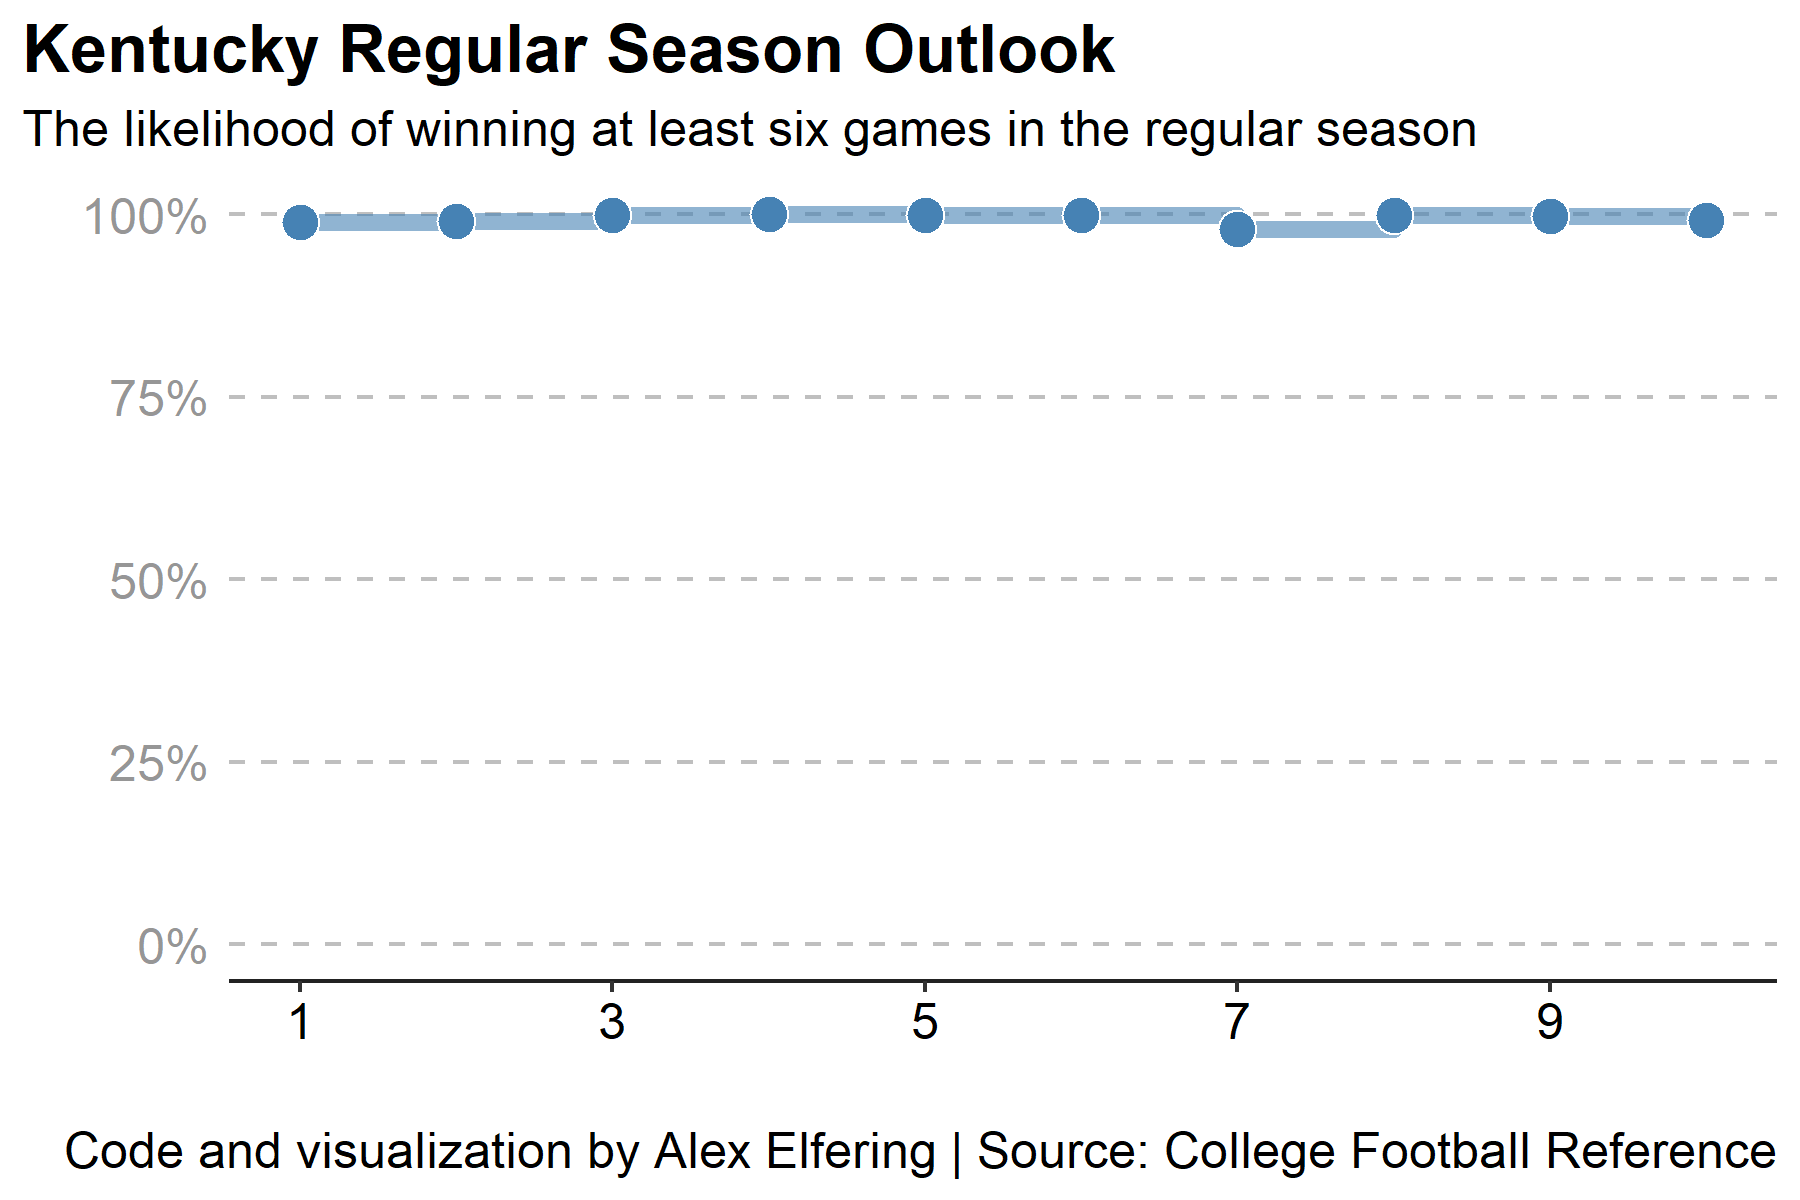 Kentucky Regular Season Outlook
The likelihood of winning at least six games in the regular season
100%
75%
50%
25%
0%
1 3 5 7 9
Code and visualization by Alex Elfering | Source: College Football Reference